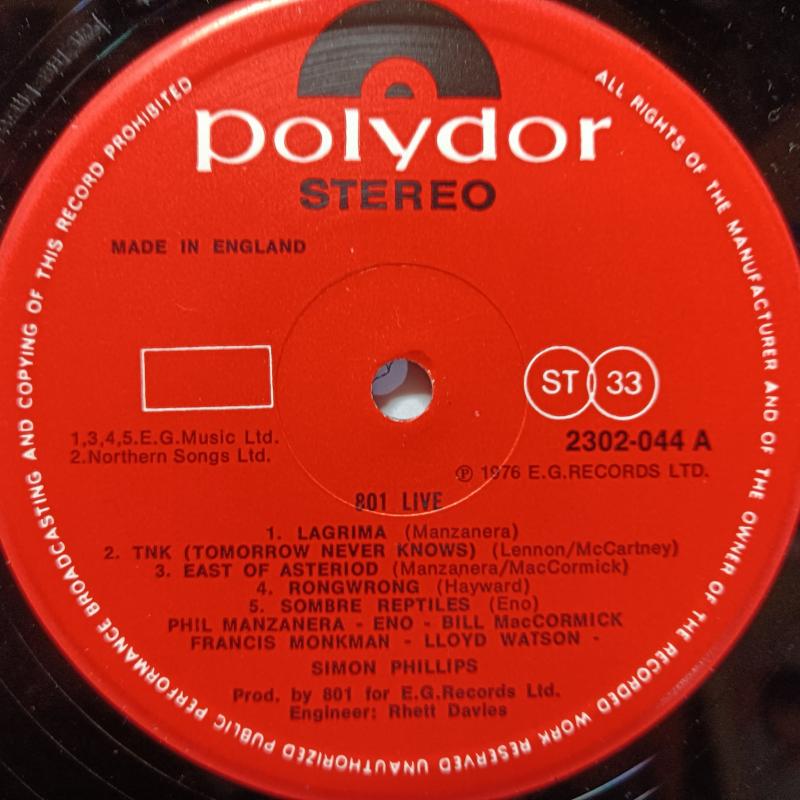 polydor
STEREO
MADE IN ENGLAND
ST 33
1,3,4,5.E.G.Music Ltd.
2.Northern Songs Ltd.
2302-044 A
℗ 1976 E.G.RECORDS LTD.
801 LIVE
1. LAGRIMA (Manzanera)
2. TNK (TOMORROW NEVER KNOWS) (Lennon/McCartney)
3. EAST OF ASTERIOD (Manzanera/MacCormick)
4. RONGWRONG (Hayward)
5. SOMBRE REPTILES (Eno)
PHIL MANZANERA - ENO - BILL MacCORMICK
FRANCIS MONKMAN - LLOYD WATSON -
SIMON PHILLIPS
Prod. by 801 for E.G.Records Ltd.
Engineer: Rhett Davies
ALL RIGHTS OF THE MANUFACTURER AND OF THE OWNER OF THE RECORDED WORK RESERVED UNAUTHORIZED PUBLIC PERFORMANCE BROADCASTING AND COPYING OF THIS RECORD PROHIBITED